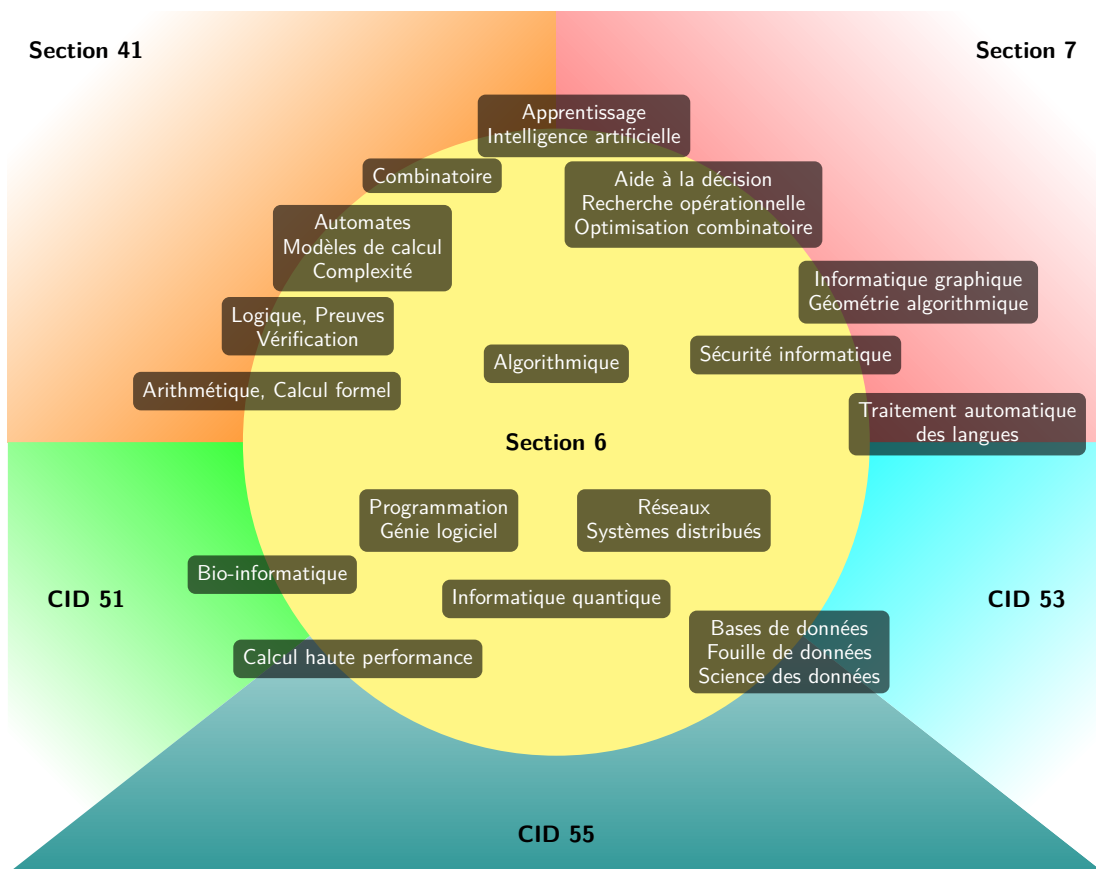 Section 41
Section 7
Apprentissage
Intelligence artificielle
Combinatoire
Aide à la décision
Recherche opérationnelle
Optimisation combinatoire
Automates
Modèles de calcul
Complexité
Informatique graphique
Géométrie algorithmique
Logique, Preuves
Vérification
Algorithmique
Sécurité informatique
Arithmétique, Calcul formel
Traitement automatique
des langues
Section 6
Programmation
Génie logiciel
Réseaux
Systèmes distribués
Bio-informatique
CID 51
Informatique quantique
CID 53
Bases de données
Fouille de données
Science des données
Calcul haute performance
CID 55